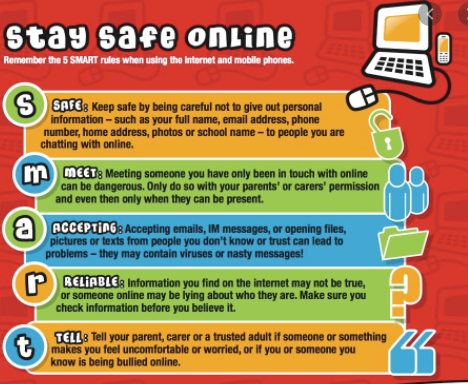 Stay Safe Online
Remember the 5 SMART rules when using the internet and mobile phones.
S
SAFE: Keep safe by being careful not to give out personal
information – such as your full name, email address, phone
number, home address, photos or school name – to people you are
chatting with online.
m
MEET: Meeting someone you have only been in touch with online
can be dangerous. Only do so with your parents' or carers' permission
and even then only when they can be present.
a
ACCEPTING: Accepting emails, IM messages, or opening files,
pictures or texts from people you don't know or trust can lead to
problems – they may contain viruses or nasty messages!
r
RELIABLE: Information you find on the internet may not be true,
or someone online may be lying about who they are. Make sure you
check information before you believe it.
t
TELL: Tell your parent, carer or a trusted adult if someone or something
makes you feel uncomfortable or worried, or if you or someone you
know is being bullied online.